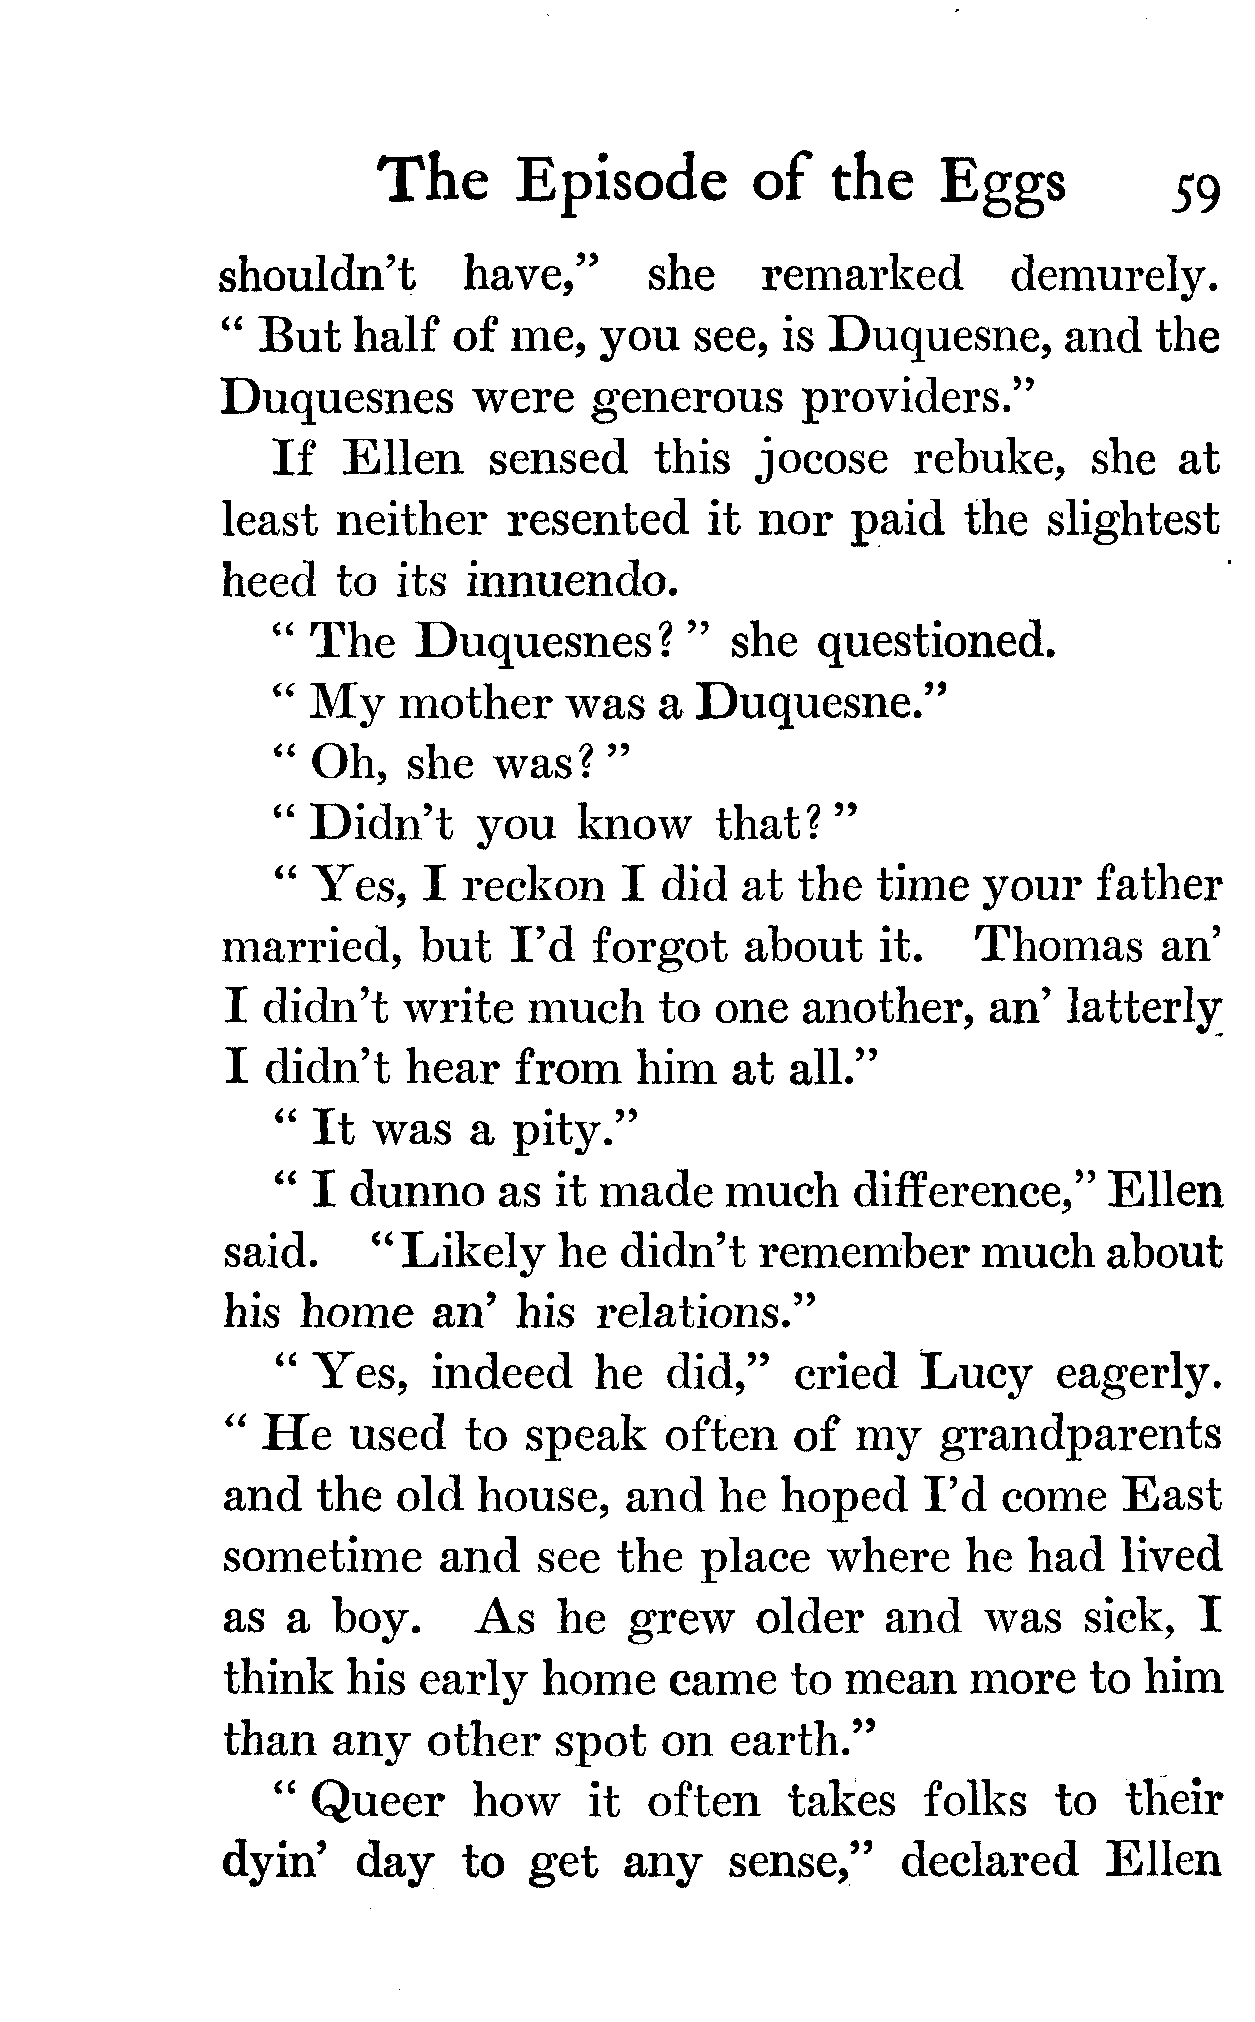 The Episode of the Eggs 59
shouldn't have," she remarked demurely.
" But half of me, you see, is Duquesne, and the
Duquesnes were generous providers."
If Ellen sensed this jocose rebuke, she at
least neither resented it nor paid the slightest
heed to its innuendo.
" The Duquesnes? " she questioned.
" My mother was a Duquesne."
" Oh, she was? "
" Didn't you know that? "
" Yes, I reckon I did at the time your father
married, but I'd forgot about it. Thomas an'
I didn't write much to one another, an' latterly
I didn't hear from him at all."
" It was a pity."
" I dunno as it made much difference," Ellen
said. "Likely he didn't remember much about
his home an' his relations."
" Yes, indeed he did," cried Lucy eagerly.
" He used to speak often of my grandparents
and the old house, and he hoped I'd come East
sometime and see the place where he had lived
as a boy. As he grew older and was sick, I
think his early home came to mean more to him
than any other spot on earth."
" Queer how it often takes folks to their
dyin' day to get any sense," declared Ellen